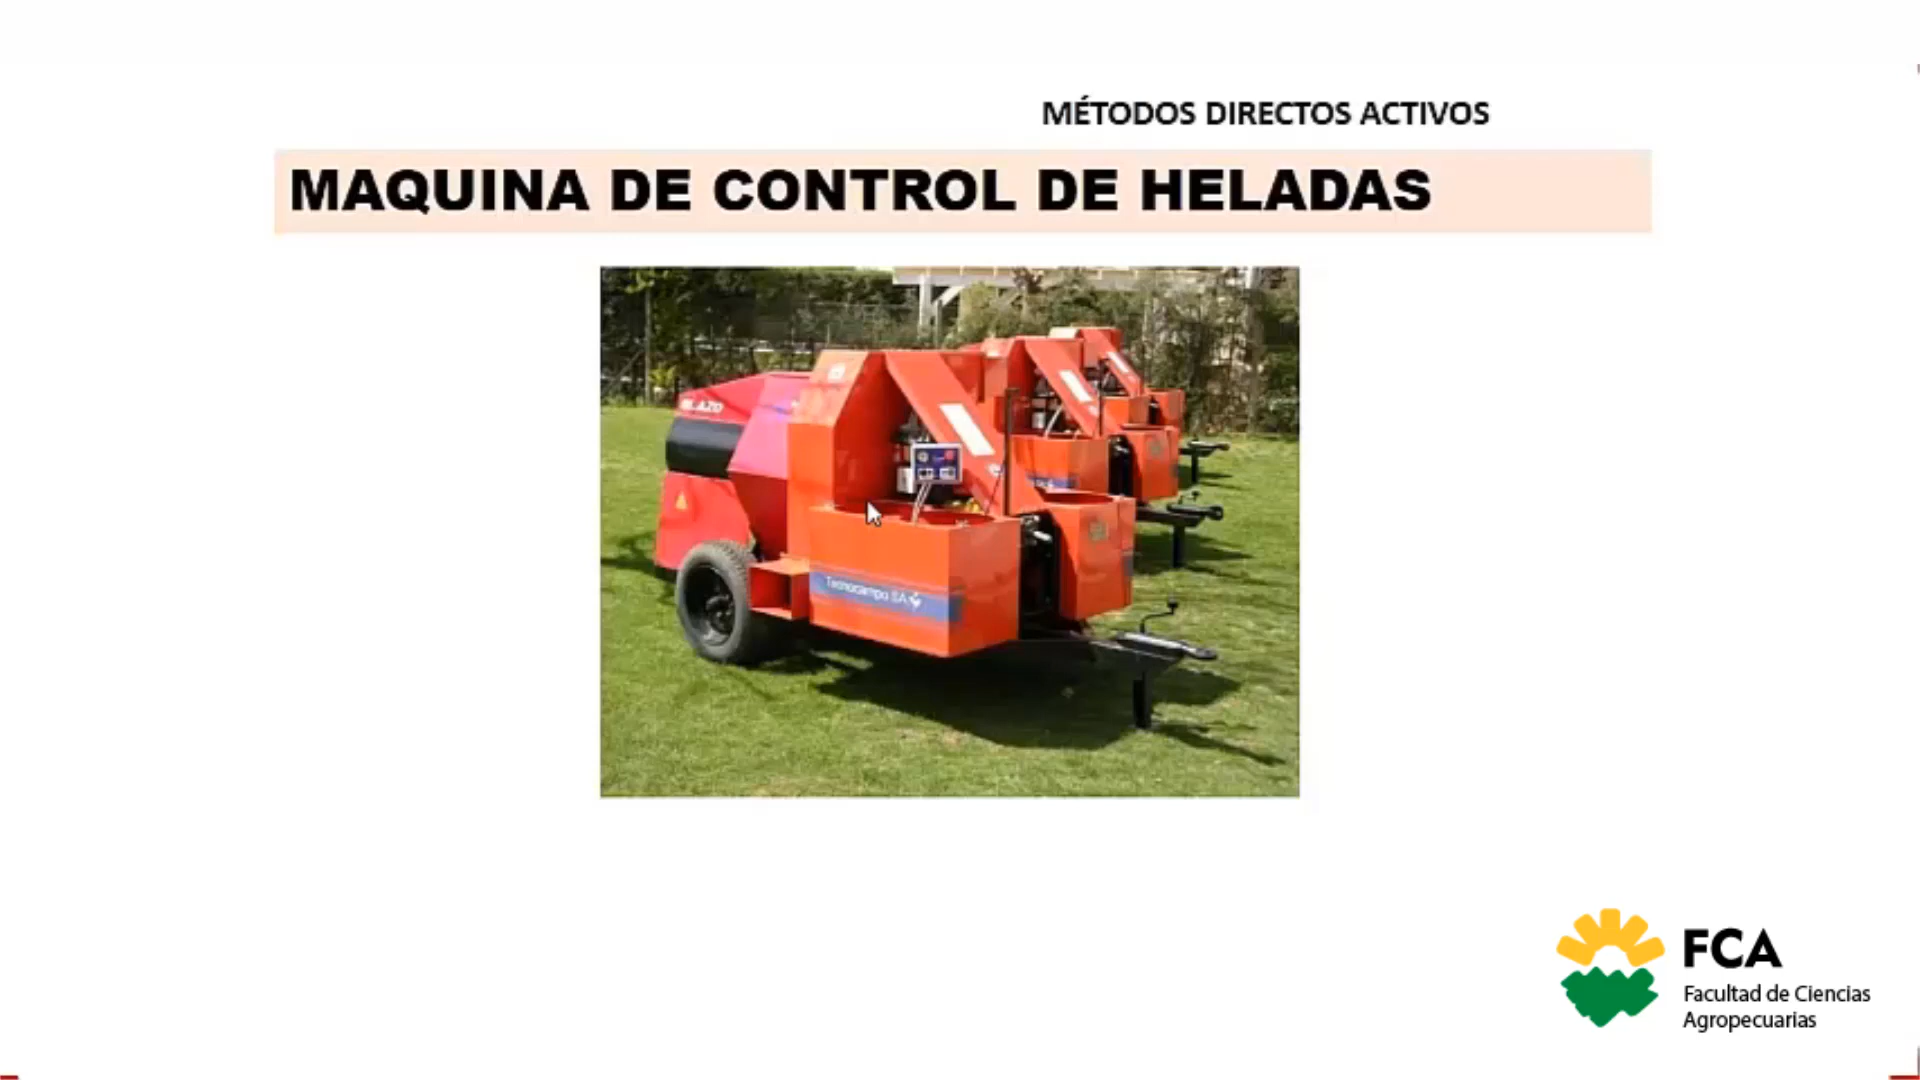 MÉTODOS DIRECTOS ACTIVOS
MAQUINA DE CONTROL DE HELADAS
Tecnocampo SA
FCA
Facultad de Ciencias
Agropecuarias